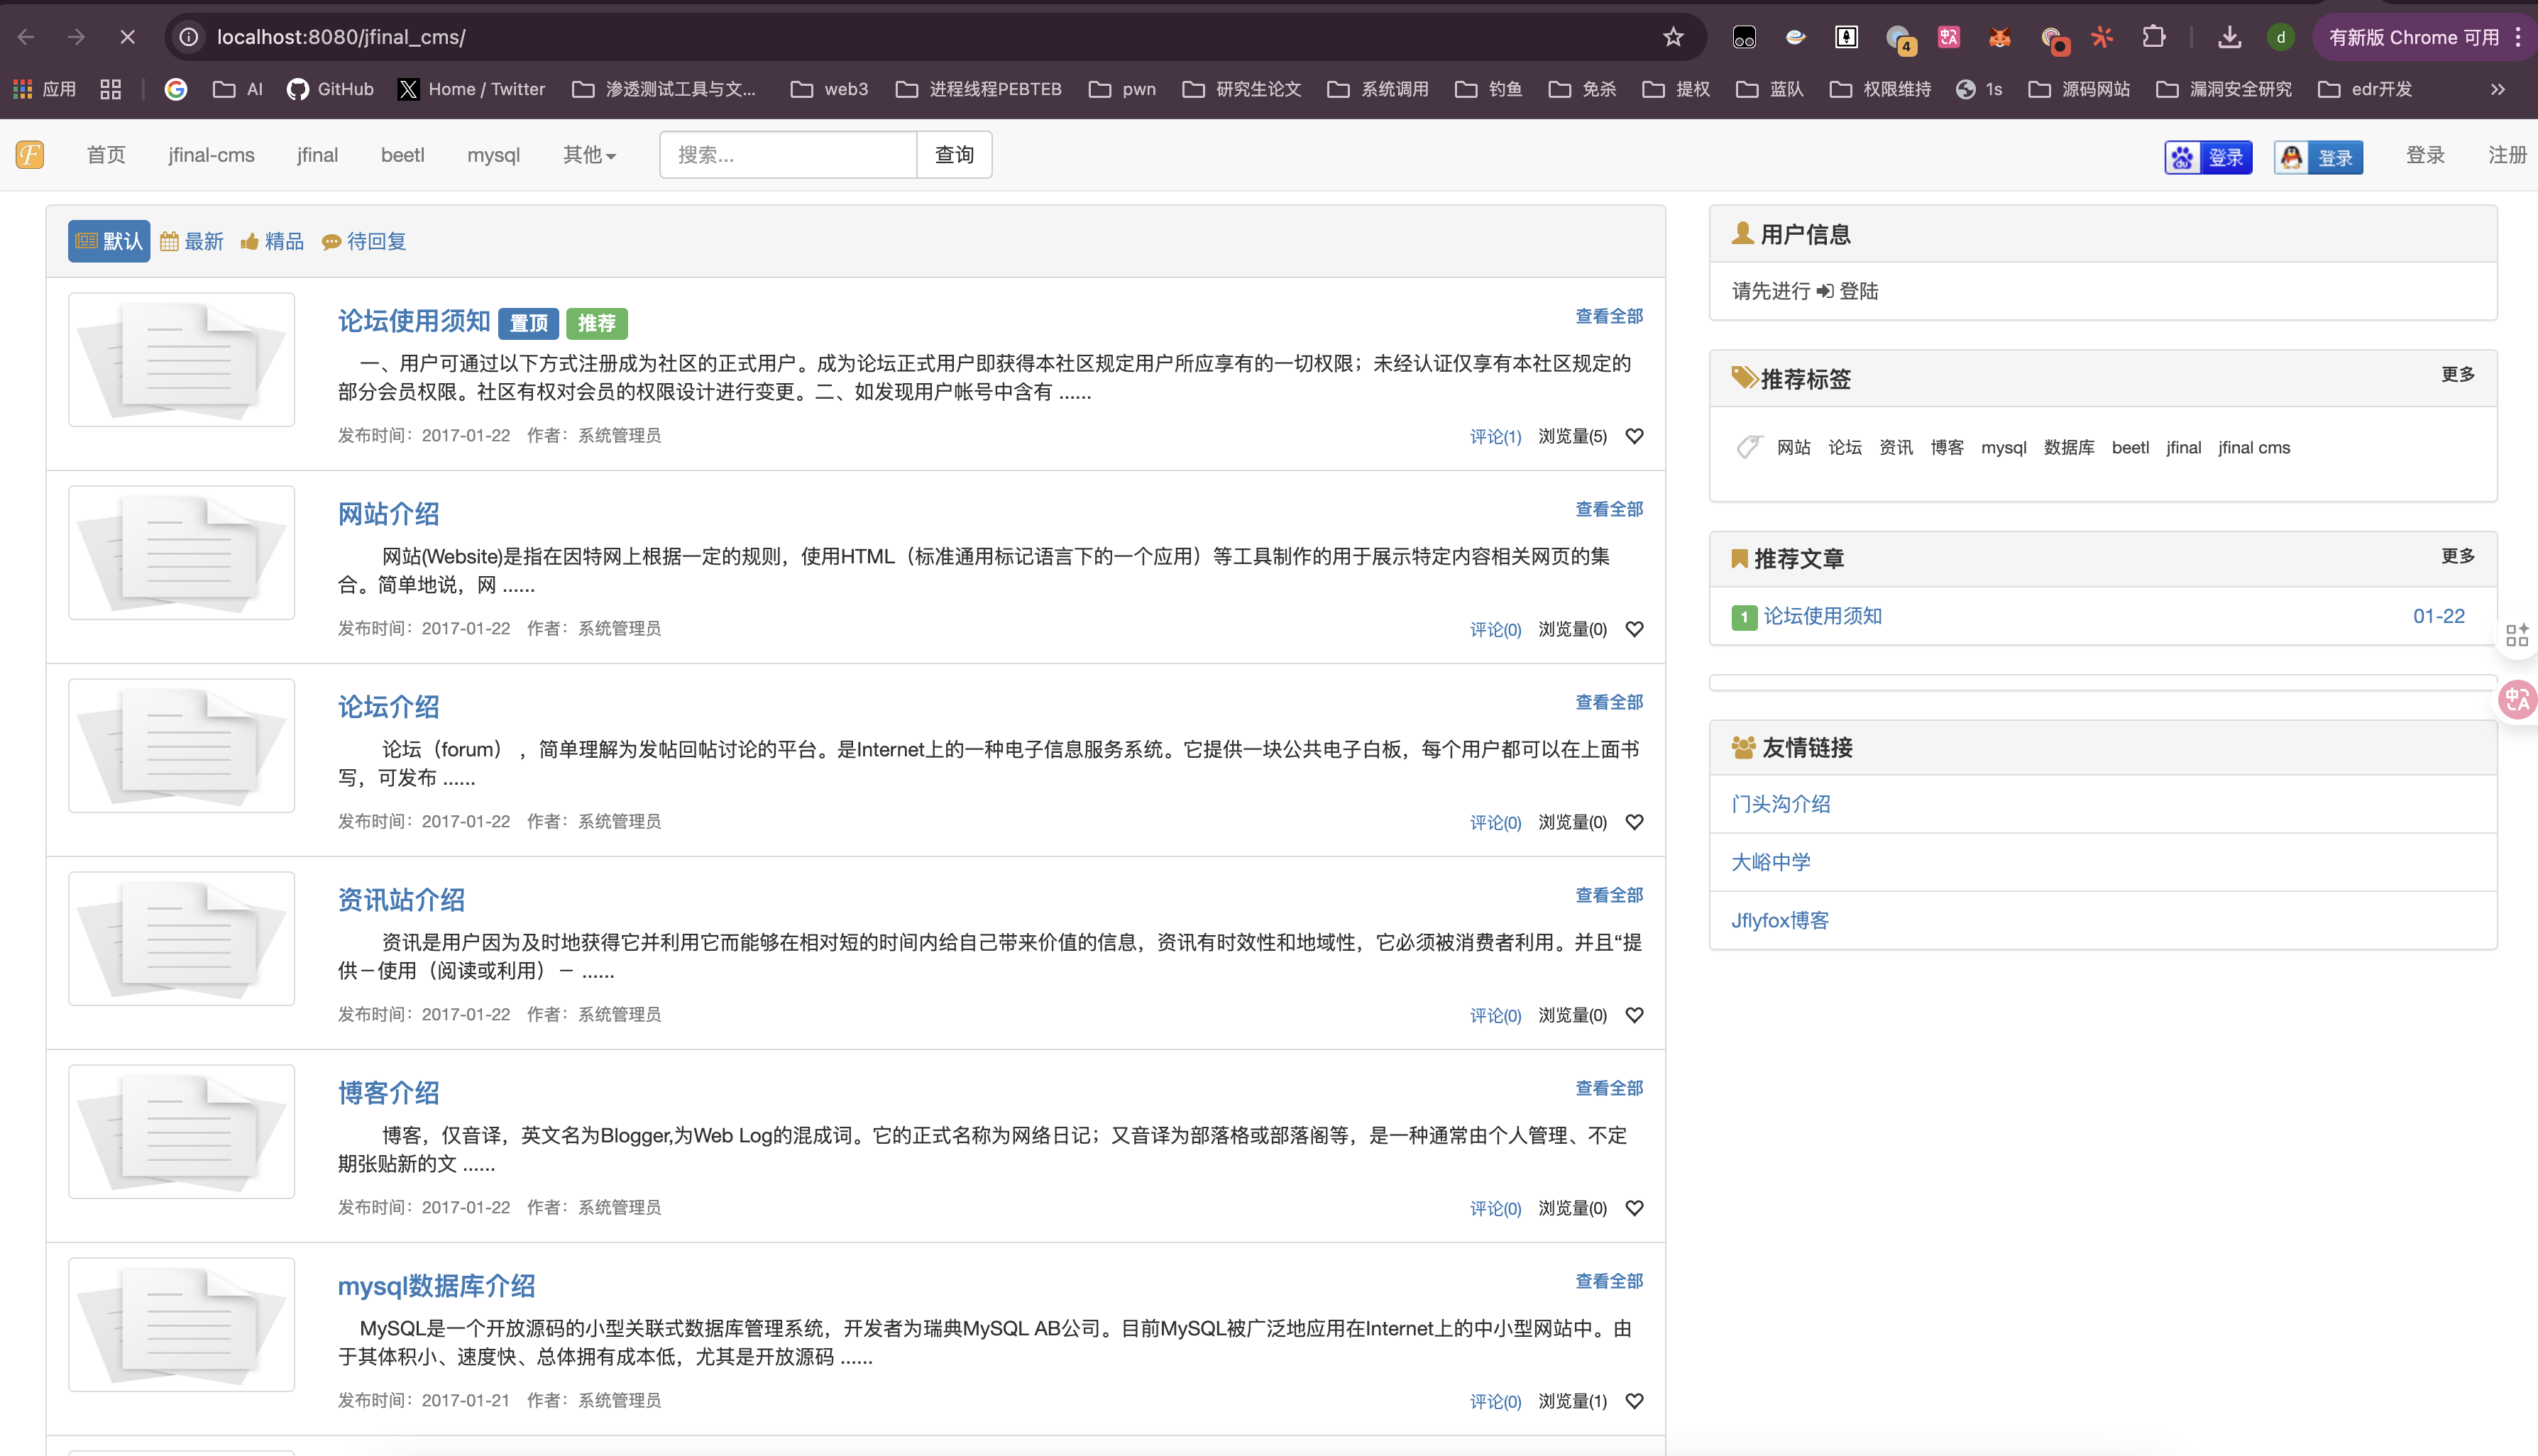 localhost:8080/jfinal_cms/
4
d
有新版 Chrome 可用
应用
AI
GitHub
Home / Twitter
渗透测试工具与文...
web3
进程线程PEBTEB
pwn
研究生论文
系统调用
钓鱼
免杀
提权
蓝队
权限维持
1s
源码网站
漏洞安全研究
edr开发
首页
jfinal-cms
jfinal
beetl
mysql
其他
搜索...
查询
登录
登录
登录
注册
默认 最新 精品 待回复
论坛使用须知 置顶 推荐
查看全部
一、用户可通过以下方式注册成为社区的正式用户。成为论坛正式用户即获得本社区规定用户所应享有的一切权限；未经认证仅享有本社区规定的
部分会员权限。社区有权对会员的权限设计进行变更。二、如发现用户帐号中含有 ......
发布时间：2017-01-22 作者：系统管理员
评论(1) 浏览量(5)
网站介绍
查看全部
网站(Website)是指在因特网上根据一定的规则，使用HTML（标准通用标记语言下的一个应用）等工具制作的用于展示特定内容相关网页的集
合。简单地说，网 ......
发布时间：2017-01-22 作者：系统管理员
评论(0) 浏览量(0)
论坛介绍
查看全部
论坛（forum），简单理解为发帖回帖讨论的平台。是Internet上的一种电子信息服务系统。它提供一块公共电子白板，每个用户都可以在上面书
写，可发布 ......
发布时间：2017-01-22 作者：系统管理员
评论(0) 浏览量(0)
资讯站介绍
查看全部
资讯是用户因为及时地获得它并利用它而能够在相对短的时间内给自己带来价值的信息，资讯有时效性和地域性，它必须被消费者利用。并且“提
供－使用（阅读或利用）－ ......
发布时间：2017-01-22 作者：系统管理员
评论(0) 浏览量(0)
博客介绍
查看全部
博客，仅音译，英文名为Blogger,为Web Log的混成词。它的正式名称为网络日记；又音译为部落格或部落阁等，是一种通常由个人管理、不定
期张贴新的文 ......
发布时间：2017-01-22 作者：系统管理员
评论(0) 浏览量(0)
mysql数据库介绍
查看全部
MySQL是一个开放源码的小型关联式数据库管理系统，开发者为瑞典MySQL AB公司。目前MySQL被广泛地应用在Internet上的中小型网站中。由
于其体积小、速度快、总体拥有成本低，尤其是开放源码 ......
发布时间：2017-01-21 作者：系统管理员
评论(0) 浏览量(1)
用户信息
请先进行 登陆
推荐标签
更多
网站 论坛 资讯 博客 mysql 数据库 beetl jfinal jfinal cms
推荐文章
更多
1 论坛使用须知
01-22
友情链接
门头沟介绍
大峪中学
Jflyfox博客